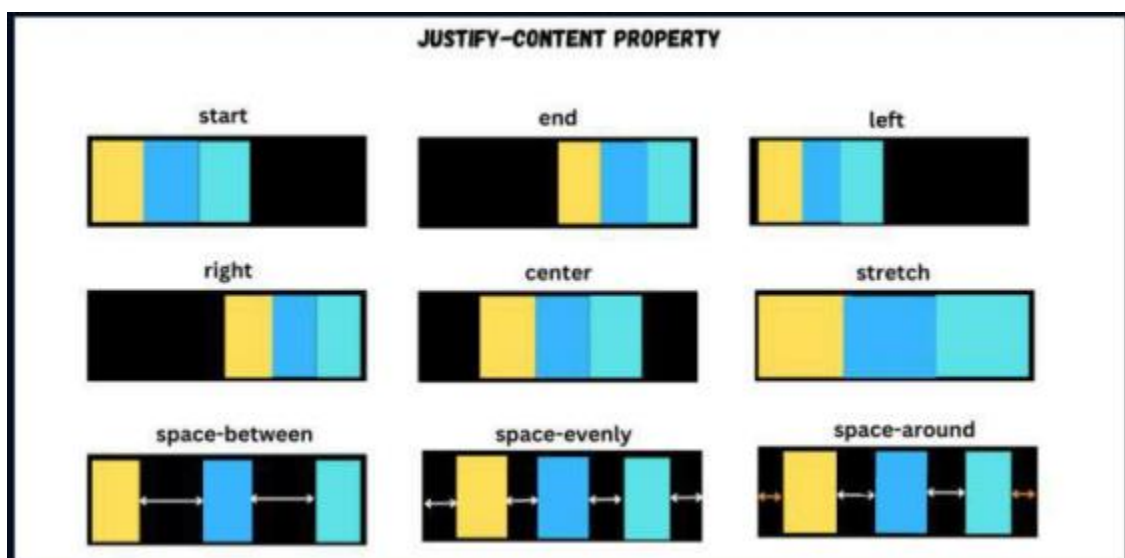 JUSTIFY-CONTENT PROPERTY
start end left
right center stretch
space-between space-evenly space-around